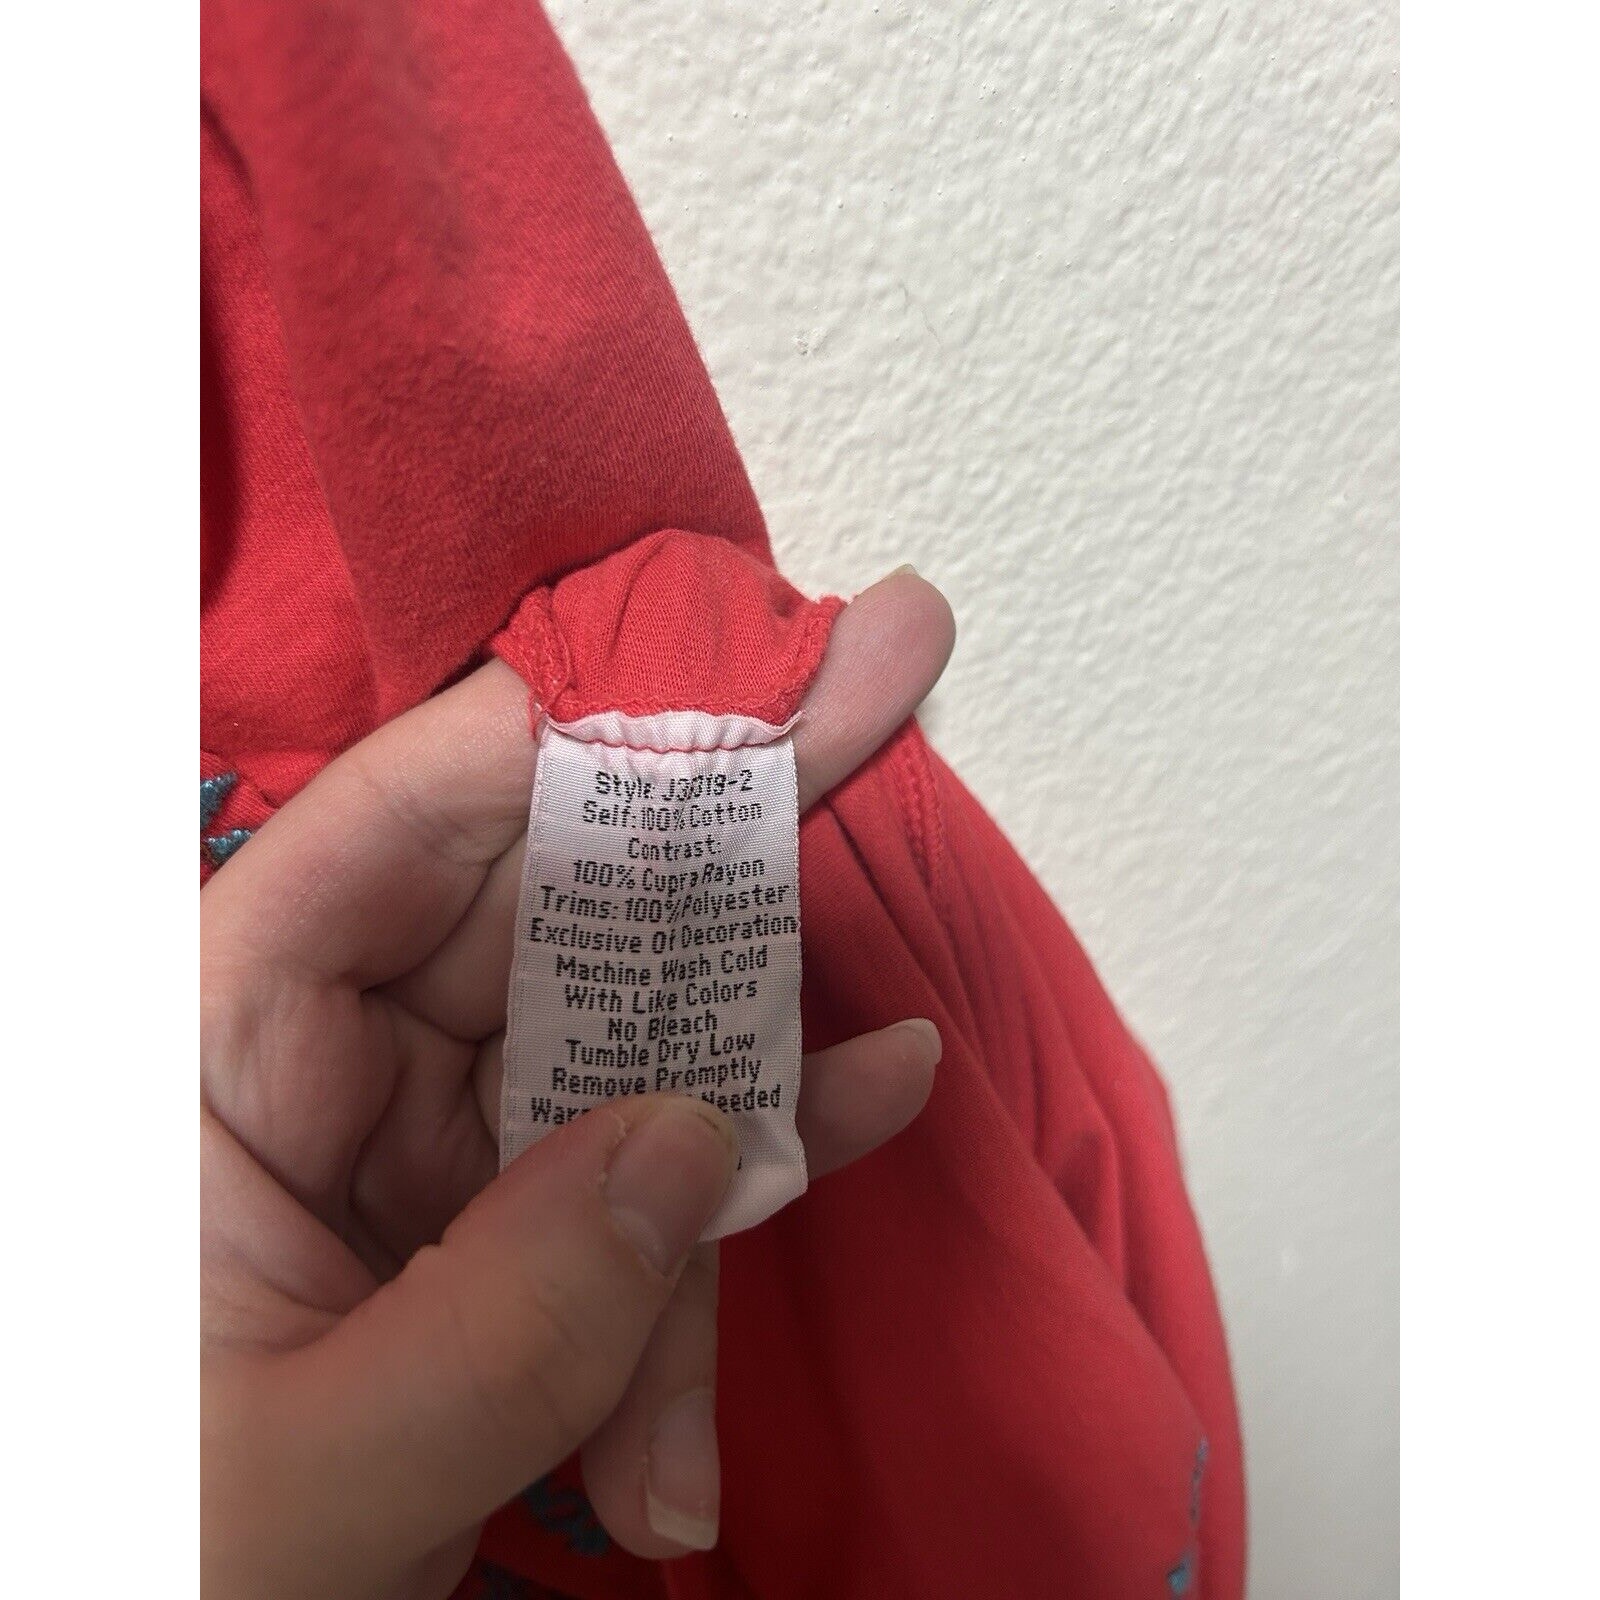 Style: J31019-2
Self: 100% Cotton
Contrast:
100% Cupra Rayon
Trims: 100% Polyester
Exclusive Of Decoration
Machine Wash Cold
With Like Colors
No Bleach
Tumble Dry Low
Remove Promptly
Needed